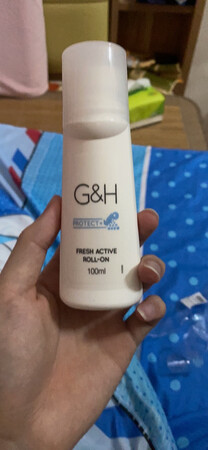 G&H
PROTECT+
FRESH ACTIVE
ROLL-ON
100ml